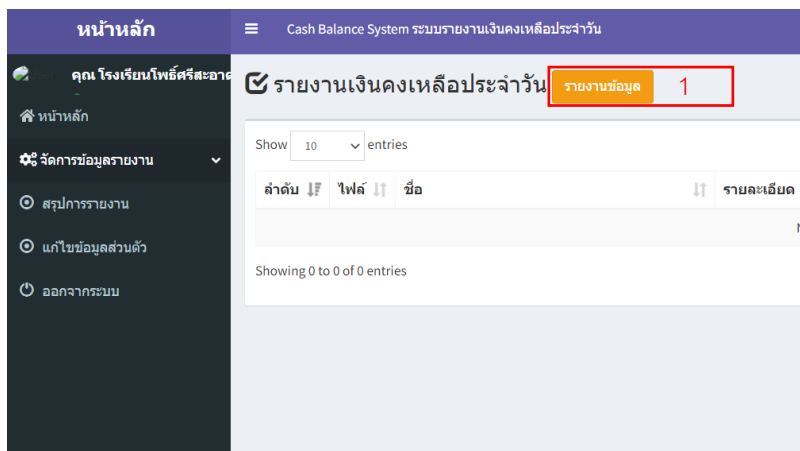 หน้าหลัก
Cash Balance System ระบบรายงานเงินคงเหลือประจำวัน
คุณ โรงเรียนโพธิ์ศรีสะอาด
รายงานเงินคงเหลือประจำวัน รายงานข้อมูล 1
หน้าหลัก
จัดการข้อมูลรายงาน
สรุปการรายงาน
แก้ไขข้อมูลส่วนตัว
ออกจากระบบ
Show 10 entries
ลำดับ ไฟล์ ชื่อ รายละเอียด
Showing 0 to 0 of 0 entries